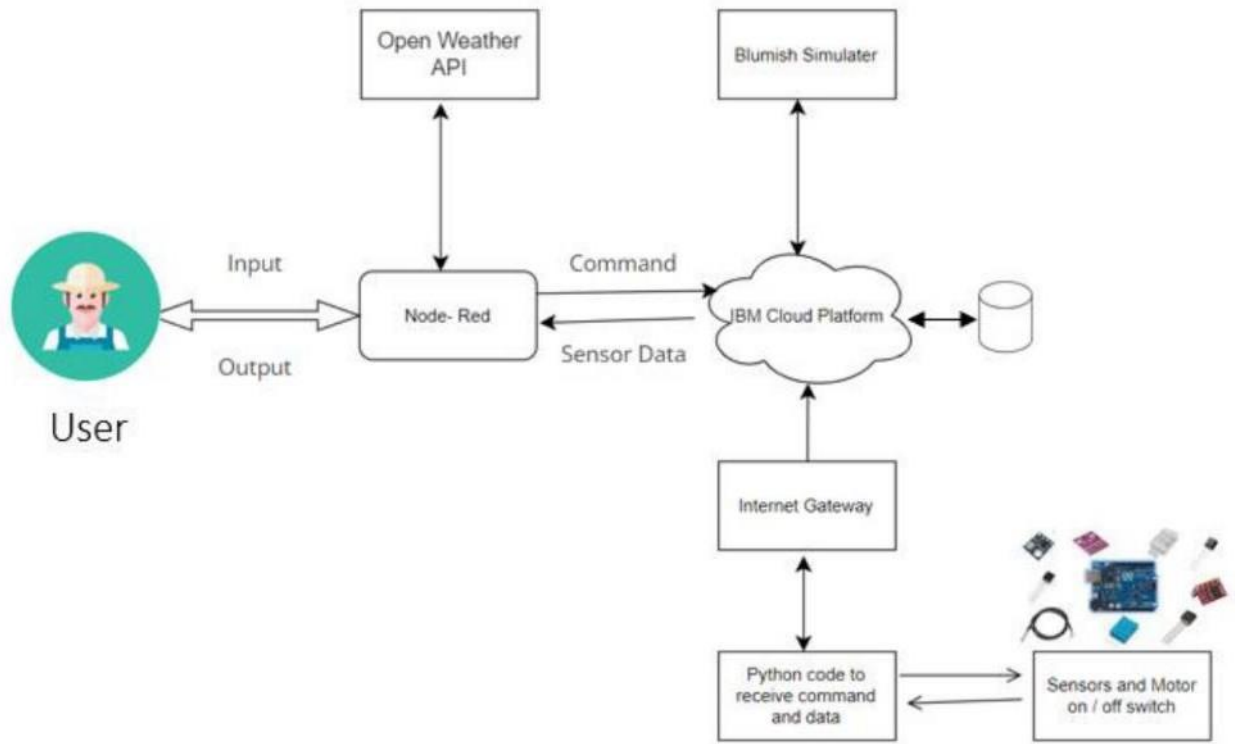 Open Weather
API
Blumish Simulater
Input
Command
Node- Red
IBM Cloud Platform
Output
Sensor Data
User
Internet Gateway
Python code to
receive command
and data
Sensors and Motor
on / off switch